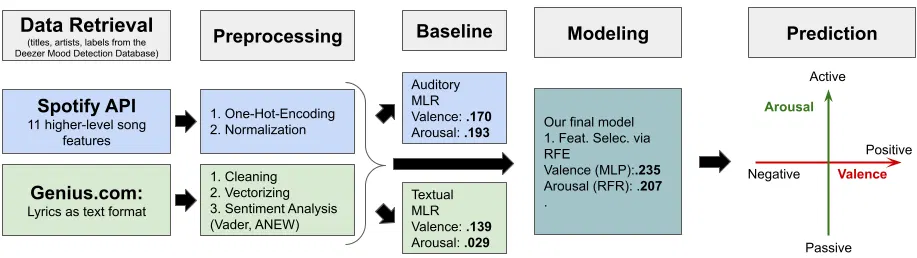 Data Retrieval
(titles, artists, labels from the
Deezer Mood Detection Database)
Preprocessing
Baseline
Modeling
Prediction
Spotify API
11 higher-level song
features
1. One-Hot-Encoding
2. Normalization
Auditory
MLR
Valence: .170
Arousal: .193
Genius.com:
Lyrics as text format
1. Cleaning
2. Vectorizing
3. Sentiment Analysis
(Vader, ANEW)
Textual
MLR
Valence: .139
Arousal: .029
Our final model
1. Feat. Selec. via
RFE
Valence (MLP):.235
Arousal (RFR): .207
.
Active
Arousal
Positive
Negative
Valence
Passive